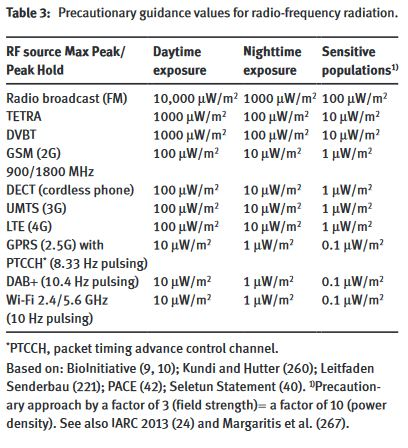 Table 3: Precautionary guidance values for radio-frequency radiation.
RF source Max Peak/ Daytime Nighttime Sensitive
Peak Hold exposure exposure populations¹⁾
Radio broadcast (FM) 10,000 μW/m² 1000 μW/m² 100 μW/m²
TETRA 1000 μW/m² 100 μW/m² 10 μW/m²
DVBT 1000 μW/m² 100 μW/m² 10 μW/m²
GSM (2G) 100 μW/m² 10 μW/m² 1 μW/m²
900/1800 MHz
DECT (cordless phone) 100 μW/m² 10 μW/m² 1 μW/m²
UMTS (3G) 100 μW/m² 10 μW/m² 1 μW/m²
LTE (4G) 100 μW/m² 10 μW/m² 1 μW/m²
GPRS (2.5G) with 10 μW/m² 1 μW/m² 0.1 μW/m²
PTCCH* (8.33 Hz pulsing)
DAB+ (10.4 Hz pulsing) 10 μW/m² 1 μW/m² 0.1 μW/m²
Wi-Fi 2.4/5.6 GHz 10 μW/m² 1 μW/m² 0.1 μW/m²
(10 Hz pulsing)
*PTCCH, packet timing advance control channel.
Based on: BioInitiative (9, 10); Kundi and Hutter (260); Leitfaden
Senderbau (221); PACE (42); Seletun Statement (40). ¹⁾Precaution-
ary approach by a factor of 3 (field strength)= a factor of 10 (power
density). See also IARC 2013 (24) and Margaritis et al. (267).